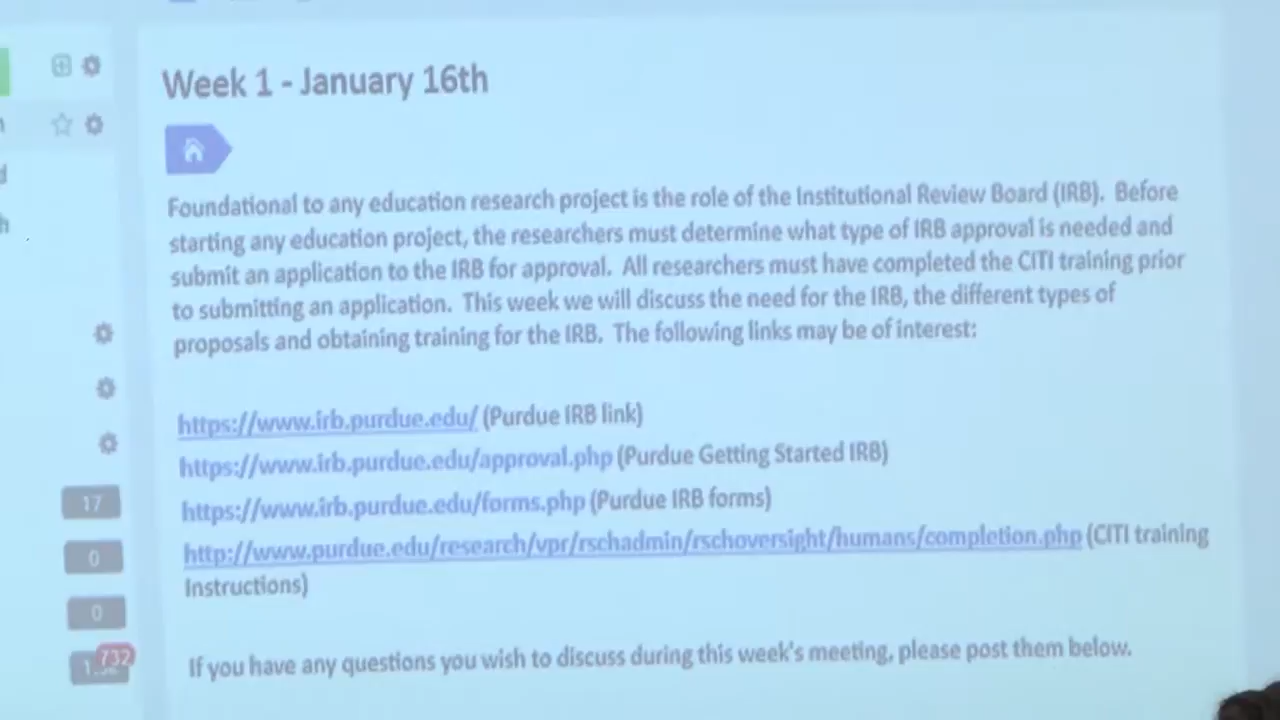 Week 1 - January 16th
Foundational to any education research project is the role of the Institutional Review Board (IRB). Before
starting any education project, the researchers must determine what type of IRB approval is needed and
submit an application to the IRB for approval. All researchers must have completed the CITI training prior
to submitting an application. This week we will discuss the need for the IRB, the different types of
proposals and obtaining training for the IRB. The following links may be of interest:
https://www.irb.purdue.edu/ (Purdue IRB link)
https://www.irb.purdue.edu/approval.php (Purdue Getting Started IRB)
https://www.irb.purdue.edu/forms.php (Purdue IRB forms)
http://www.purdue.edu/research/vpr/rschadmin/rschoversight/humans/completion.php (CITI training
Instructions)
If you have any questions you wish to discuss during this week's meeting, please post them below.
17
0
0
732